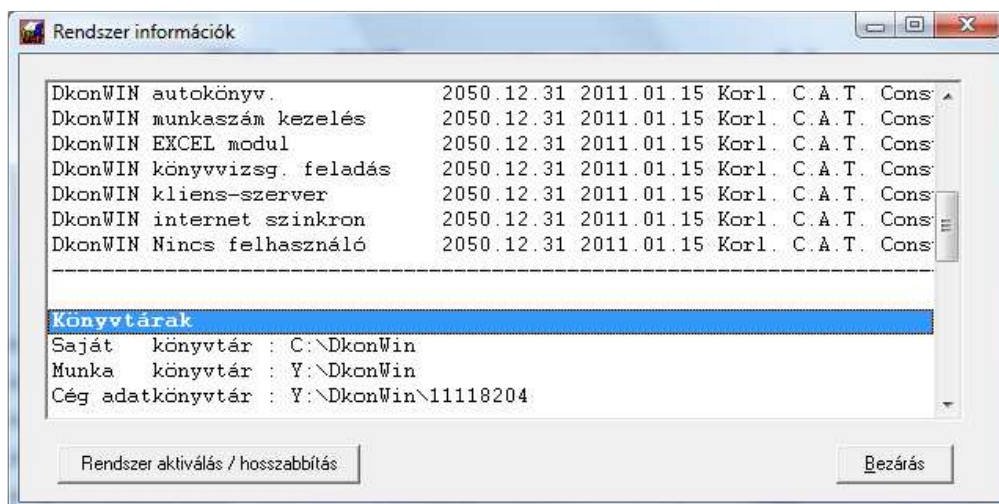 Rendszer információk
DkonWIN autokönyv. 2050.12.31 2011.01.15 Korl. C.A.T. Cons
DkonWIN munkaszám kezelés 2050.12.31 2011.01.15 Korl. C.A.T. Cons
DkonWIN EXCEL modul 2050.12.31 2011.01.15 Korl. C.A.T. Cons
DkonWIN könyvvizsg. feladás 2050.12.31 2011.01.15 Korl. C.A.T. Cons
DkonWIN kliens-szerver 2050.12.31 2011.01.15 Korl. C.A.T. Cons
DkonWIN internet szinkron 2050.12.31 2011.01.15 Korl. C.A.T. Cons
DkonWIN Nincs felhasználó 2050.12.31 2011.01.15 Korl. C.A.T. Cons
Könyvtárak
Saját könyvtár : C:\DkonWin
Munka könyvtár : Y:\DkonWin
Cég adatkönyvtár : Y:\DkonWin\11118204
Rendszer aktiválás / hosszabbítás
Bezárás